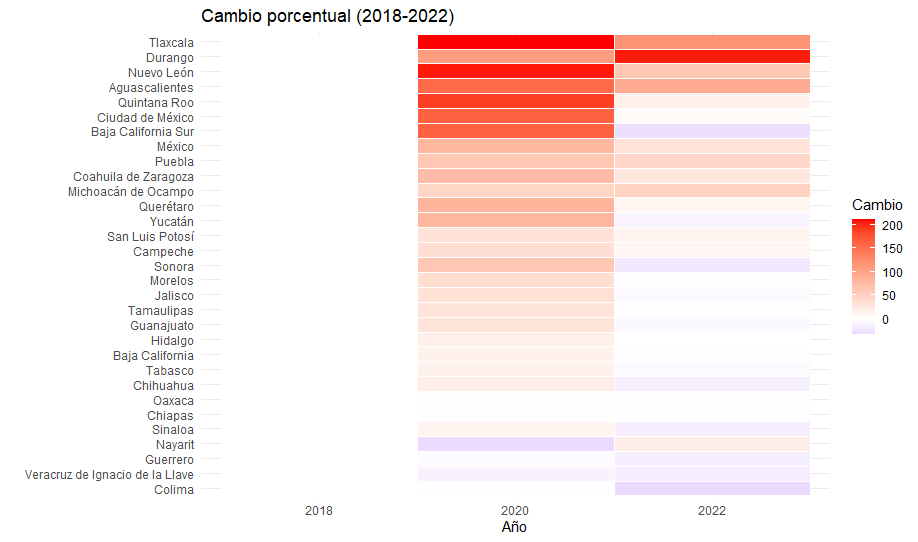 Cambio porcentual (2018-2022)
Tlaxcala
Durango
Nuevo León
Aguascalientes
Quintana Roo
Ciudad de México
Baja California Sur
México
Puebla
Coahuila de Zaragoza
Michoacán de Ocampo
Querétaro
Yucatán
San Luis Potosí
Campeche
Sonora
Morelos
Jalisco
Tamaulipas
Guanajuato
Hidalgo
Baja California
Tabasco
Chihuahua
Oaxaca
Chiapas
Sinaloa
Nayarit
Guerrero
Veracruz de Ignacio de la Llave
Colima
2018 2020 2022
Año
Cambio
200
150
100
50
0